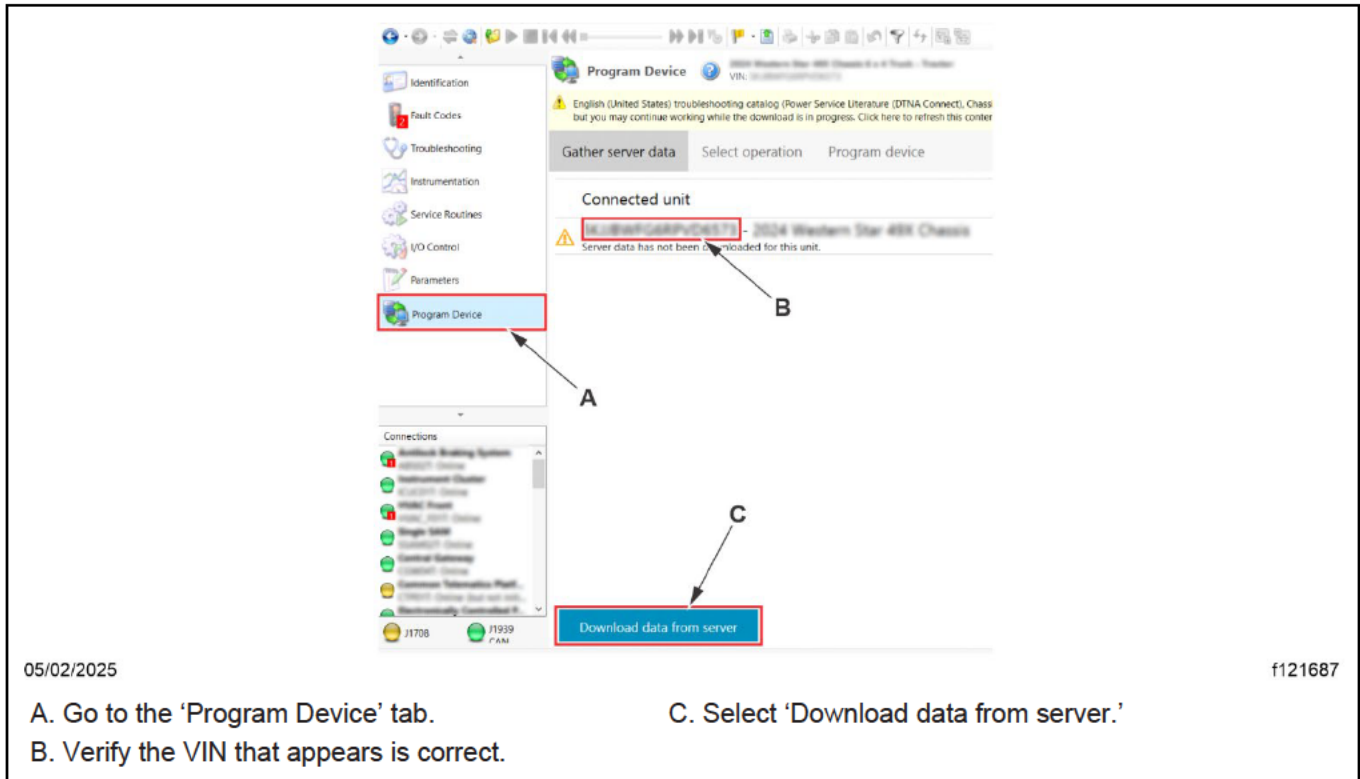 Program Device
VIN:
English (United States) troubleshooting catalog (Power Service Literature (DTNA Connect), Chassi
but you may continue working while the download is in progress. Click here to refresh this conten
Identification
2
Fault Codes
Troubleshooting
Instrumentation
Service Routines
I/O Control
Parameters
Program Device
Gather server data
Select operation
Program device
Connected unit
Server data has not been downloaded for this unit.
B
A
Connections
C
J1708
J1939
CAN
Download data from server
05/02/2025
f121687
A. Go to the ‘Program Device’ tab.
B. Verify the VIN that appears is correct.
C. Select ‘Download data from server.’